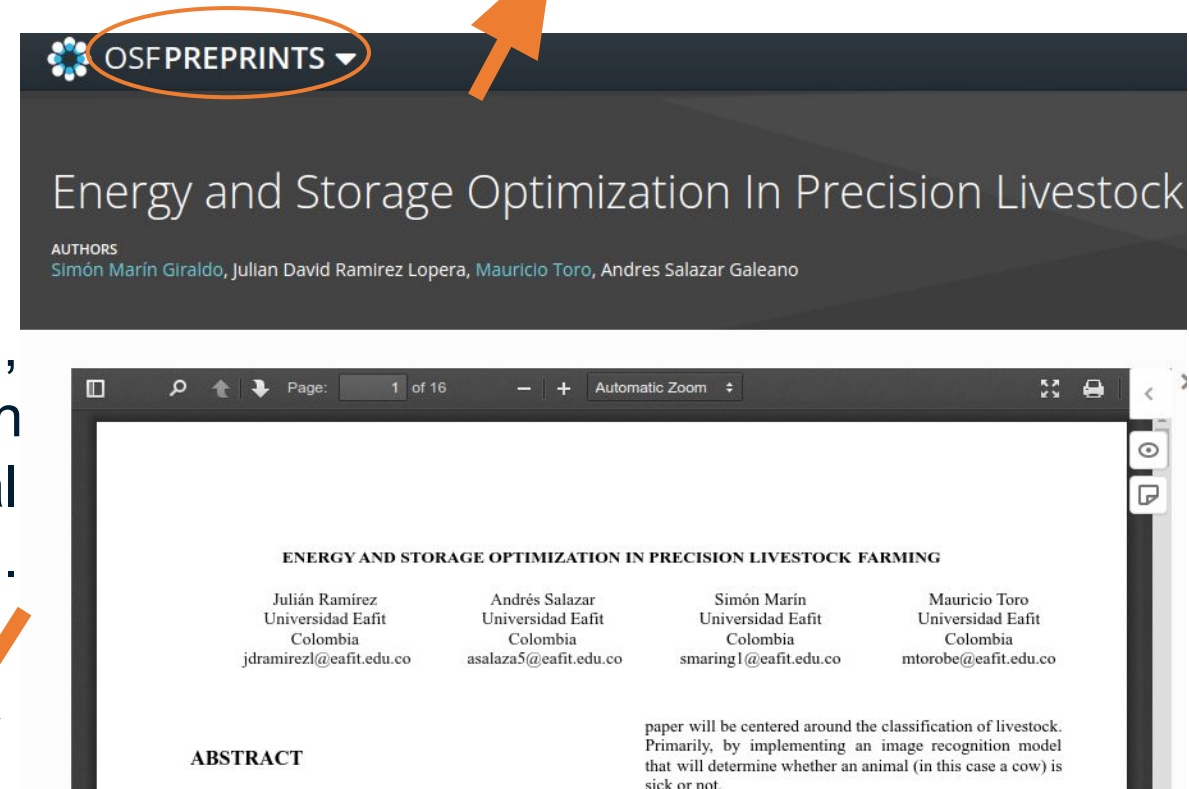 OSFPREPRINTS
Energy and Storage Optimization In Precision Livestock
AUTHORS
Simón Marín Giraldo, Julian David Ramirez Lopera, Mauricio Toro, Andres Salazar Galeano
,
n
al
.
Page: 1 of 16 − + Automatic Zoom
ENERGY AND STORAGE OPTIMIZATION IN PRECISION LIVESTOCK FARMING
Julián Ramírez Andrés Salazar Simón Marín Mauricio Toro
Universidad Eafit Universidad Eafit Universidad Eafit Universidad Eafit
Colombia Colombia Colombia Colombia
jdramirezl@eafit.edu.co asalaza5@eafit.edu.co smaring1@eafit.edu.co mtorobe@eafit.edu.co
ABSTRACT
paper will be centered around the classification of livestock.
Primarily, by implementing an image recognition model
that will determine whether an animal (in this case a cow) is
sick or not.